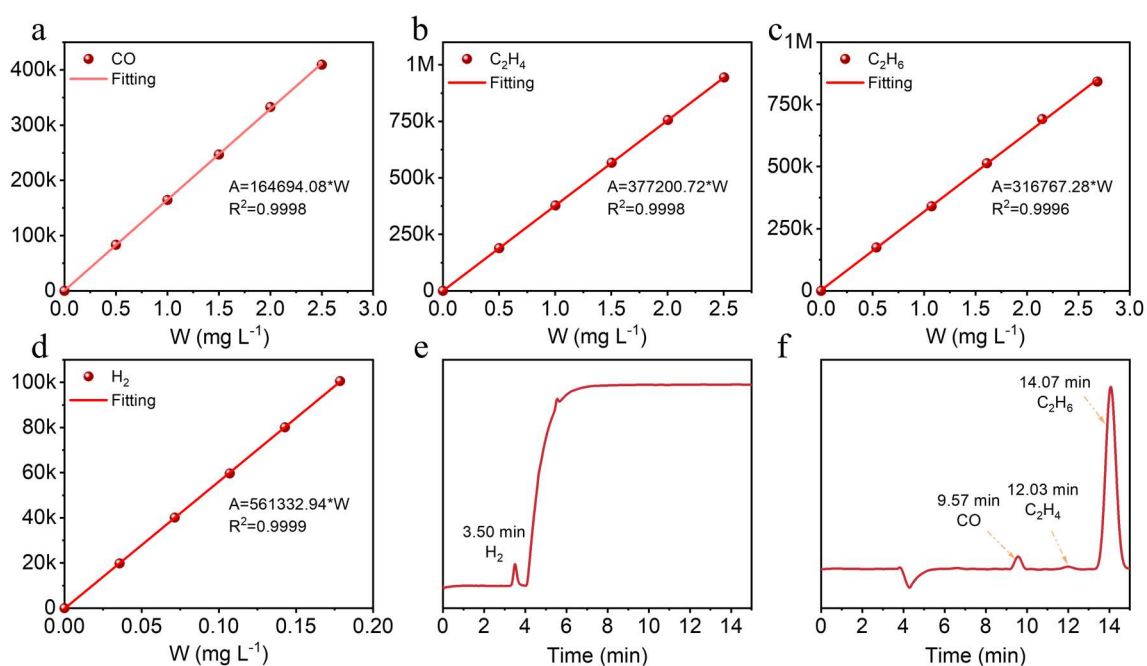 a
CO
Fitting
400k
300k
200k
100k
0
A=164694.08*W
R²=0.9998
0.0 0.5 1.0 1.5 2.0 2.5 3.0
W (mg L⁻¹)
b
C₂H₄
Fitting
1M
750k
500k
250k
0
A=377200.72*W
R²=0.9998
0.0 0.5 1.0 1.5 2.0 2.5
W (mg L⁻¹)
c
C₂H₆
Fitting
1M
750k
500k
250k
0
A=316767.28*W
R²=0.9996
0.0 0.5 1.0 1.5 2.0 2.5 3.0
W (mg L⁻¹)
d
H₂
Fitting
100k
80k
60k
40k
20k
0
A=561332.94*W
R²=0.9999
0.00 0.05 0.10 0.15 0.20
W (mg L⁻¹)
e
3.50 min
H₂
0 2 4 6 8 10 12 14
Time (min)
f
14.07 min
C₂H₆
12.03 min
C₂H₄
9.57 min
CO
0 2 4 6 8 10 12 14
Time (min)